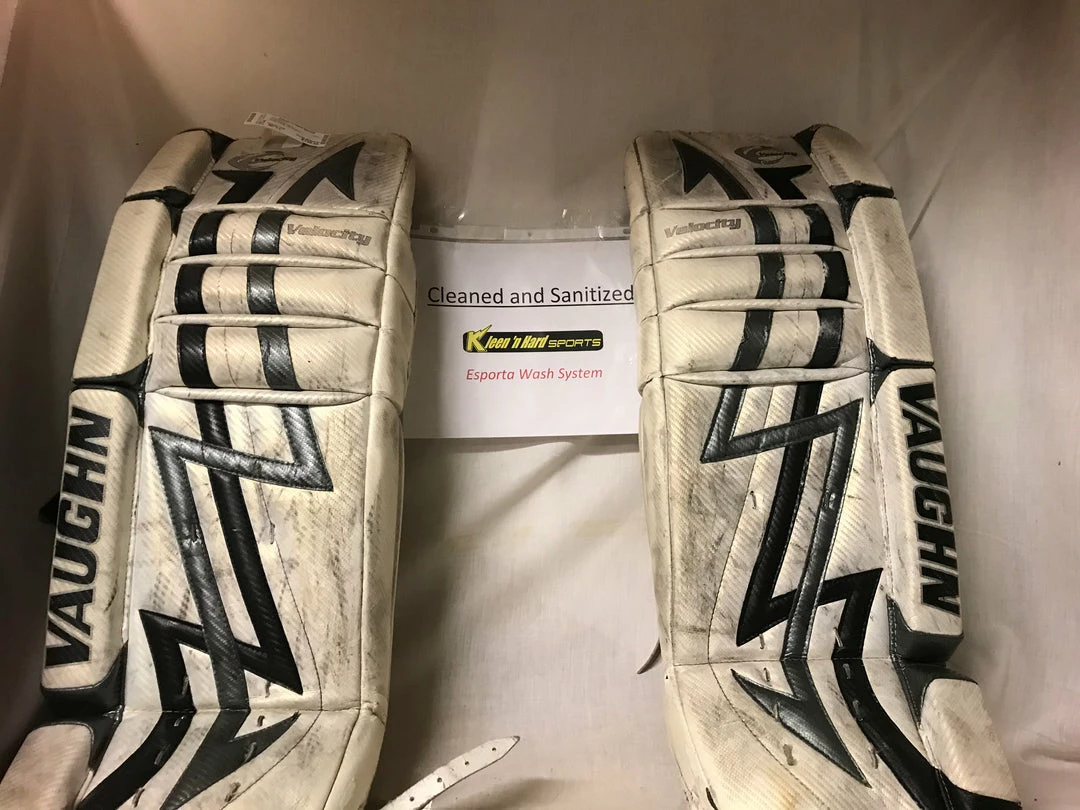 Velocity
Velocity
Cleaned and Sanitized
Kleen 'n Hard SPORTS
Esporta Wash System
VAUGHN
VAUGHN